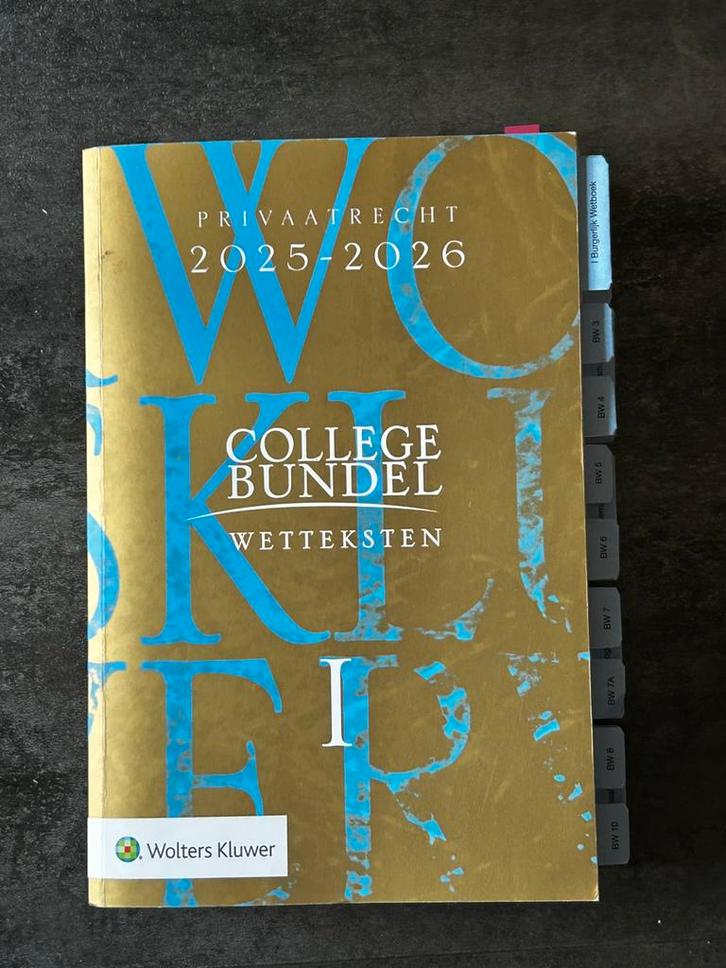 PRIVAATRECHT
2025-2026
COLLEGE
BUNDEL
WETTEKSTEN
I
Wolters Kluwer
I Burgerlijk Wetboek
BW 3
BW 4
BW 5
BW 6
BW 7
BW 7A
BW 8
BW 10